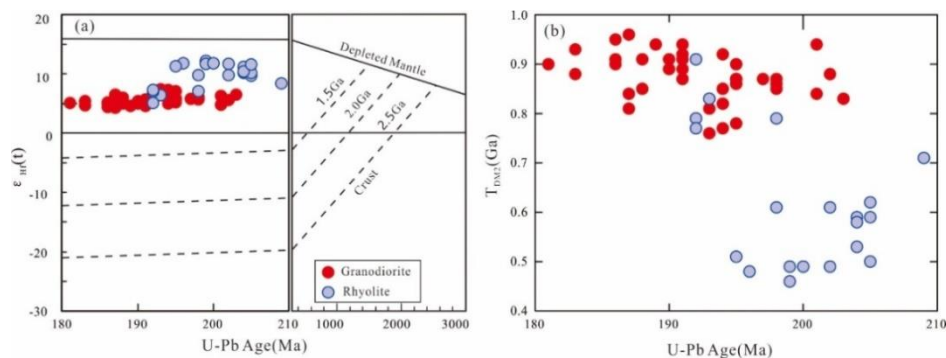 (a)
20
10
0
-10
-20
-30
ε Hf(t)
180
190
200
210
1000
2000
3000
U-Pb Age(Ma)
Depleted Mantle
1.5Ga
2.0Ga
2.5Ga
Crust
Granodiorite
Rhyolite
(b)
1.0
0.9
0.8
0.7
0.6
0.5
0.4
TDM2(Ga)
180
190
200
210
U-Pb Age(Ma)